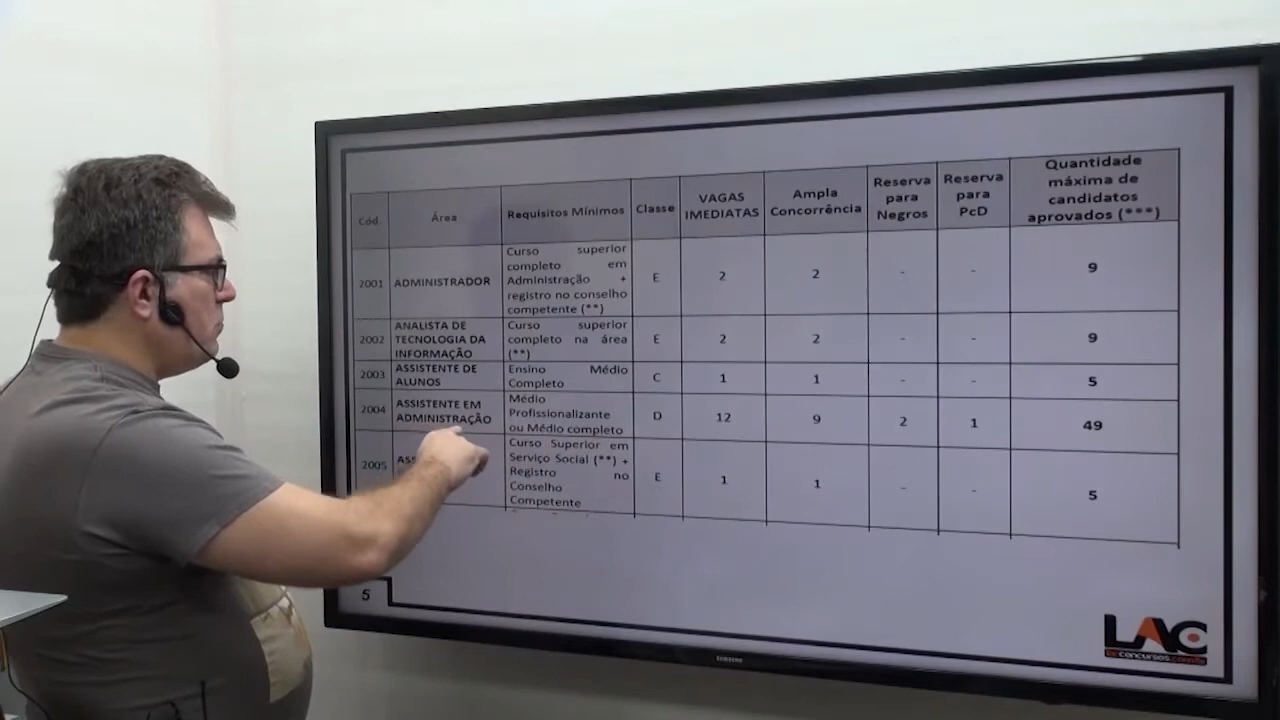 Cód.
Área
Requisitos Mínimos
Classe
VAGAS
IMEDIATAS
Ampla
Concorrência
Reserva
para
Negros
Reserva
para
PcD
Quantidade
máxima de
candidatos
aprovados (***)
2001
ADMINISTRADOR
Curso superior
completo em
Administração +
registro no conselho
competente (**)
E
2
2
-
-
9
2002
ANALISTA DE
TECNOLOGIA DA
INFORMAÇÃO
Curso superior
completo na área
(**)
E
2
2
-
-
9
2003
ASSISTENTE DE
ALUNOS
Ensino Médio
Completo
C
1
1
-
-
5
2004
ASSISTENTE EM
ADMINISTRAÇÃO
Médio
Profissionalizante
ou Médio completo
D
12
9
2
1
49
2005
Curso Superior em
Serviço Social (**) +
Registro no
Conselho
Competente
E
1
1
-
-
5
5
LAC
lacconcursos.com.br
SAMSUNG